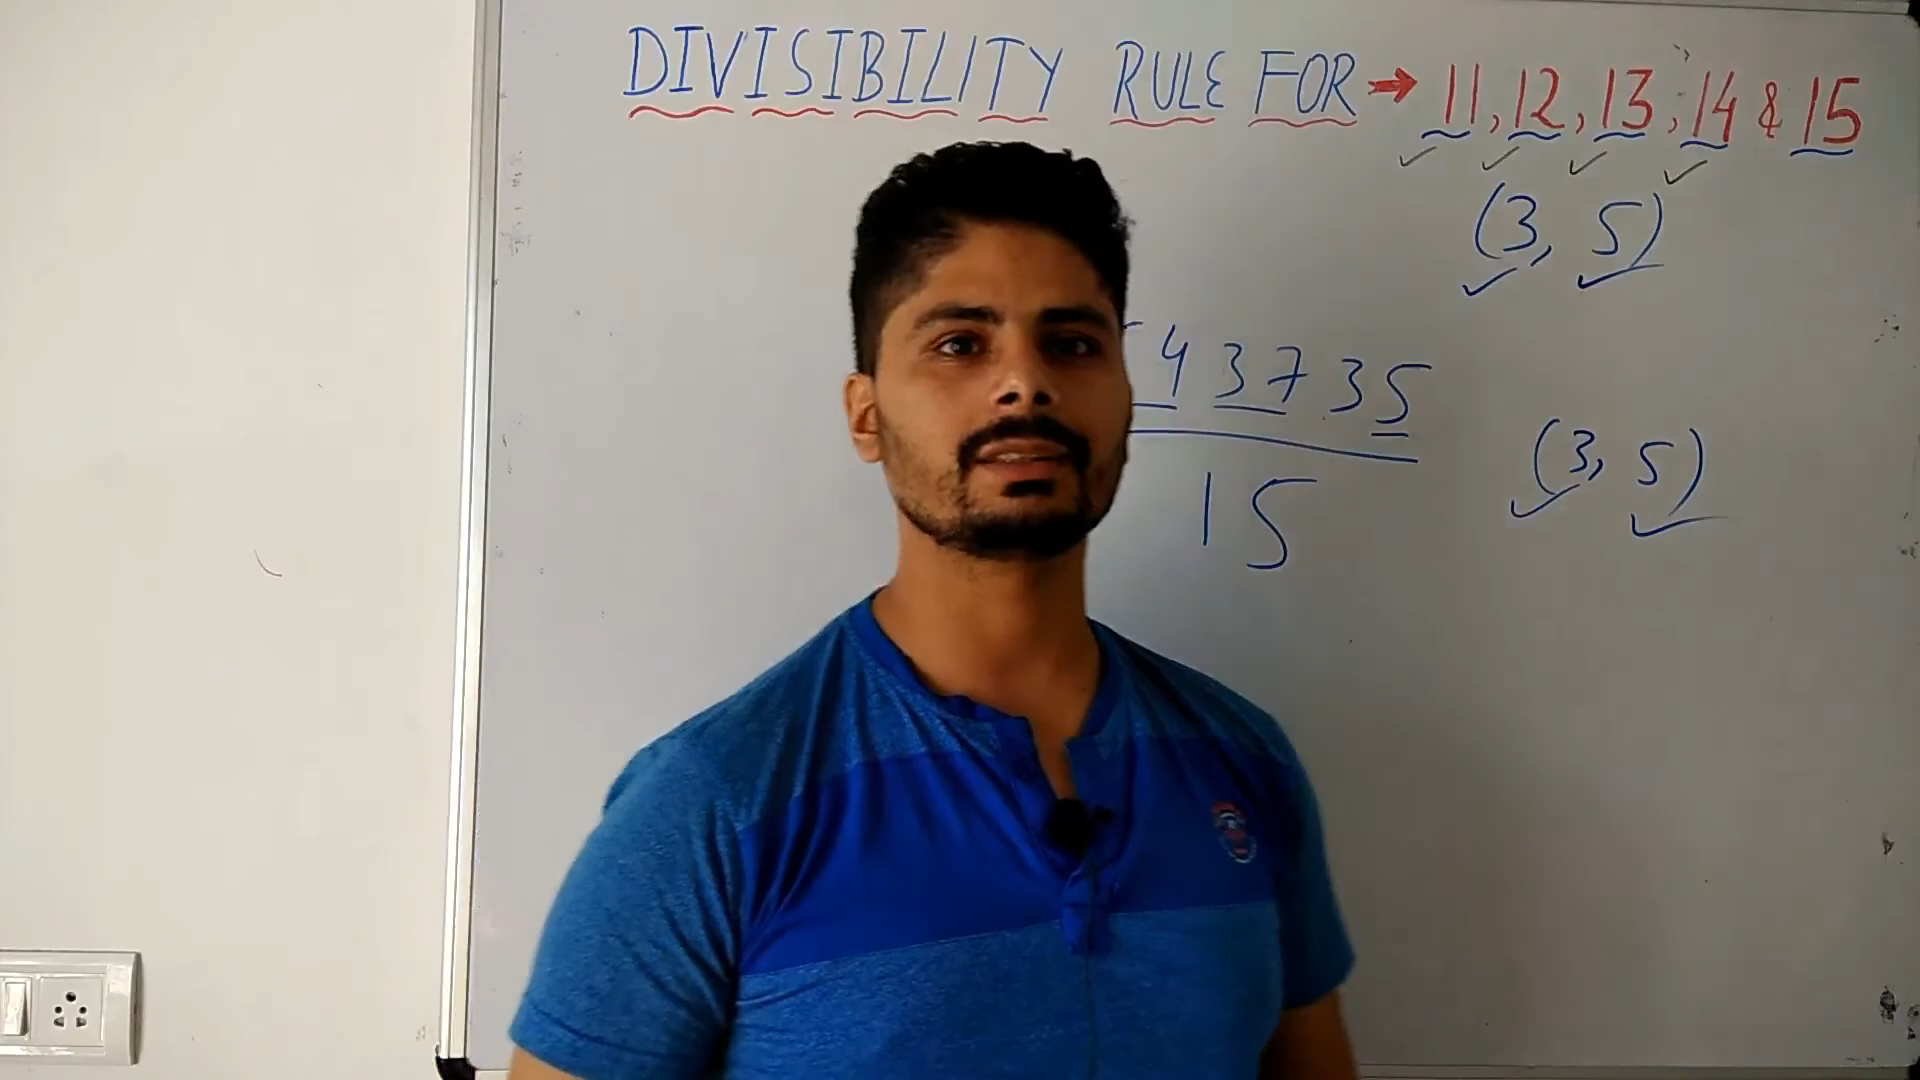 DIVISIBILITY RULE FOR → 11, 12, 13, 14 & 15
(3, 5)
43735
15
(3, 5)